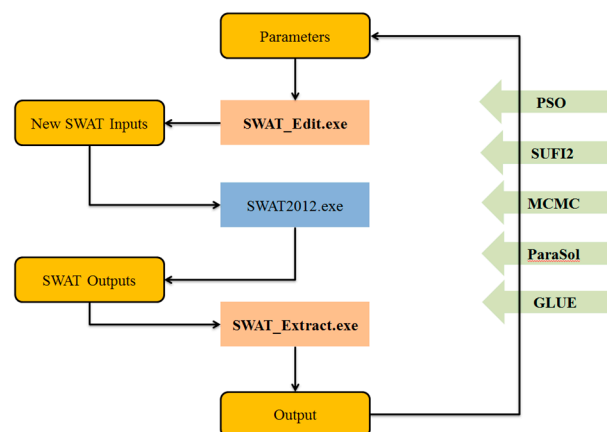 Parameters
PSO
New SWAT Inputs
SWAT_Edit.exe
SUFI2
SWAT2012.exe
MCMC
ParaSol
SWAT Outputs
GLUE
SWAT_Extract.exe
Output